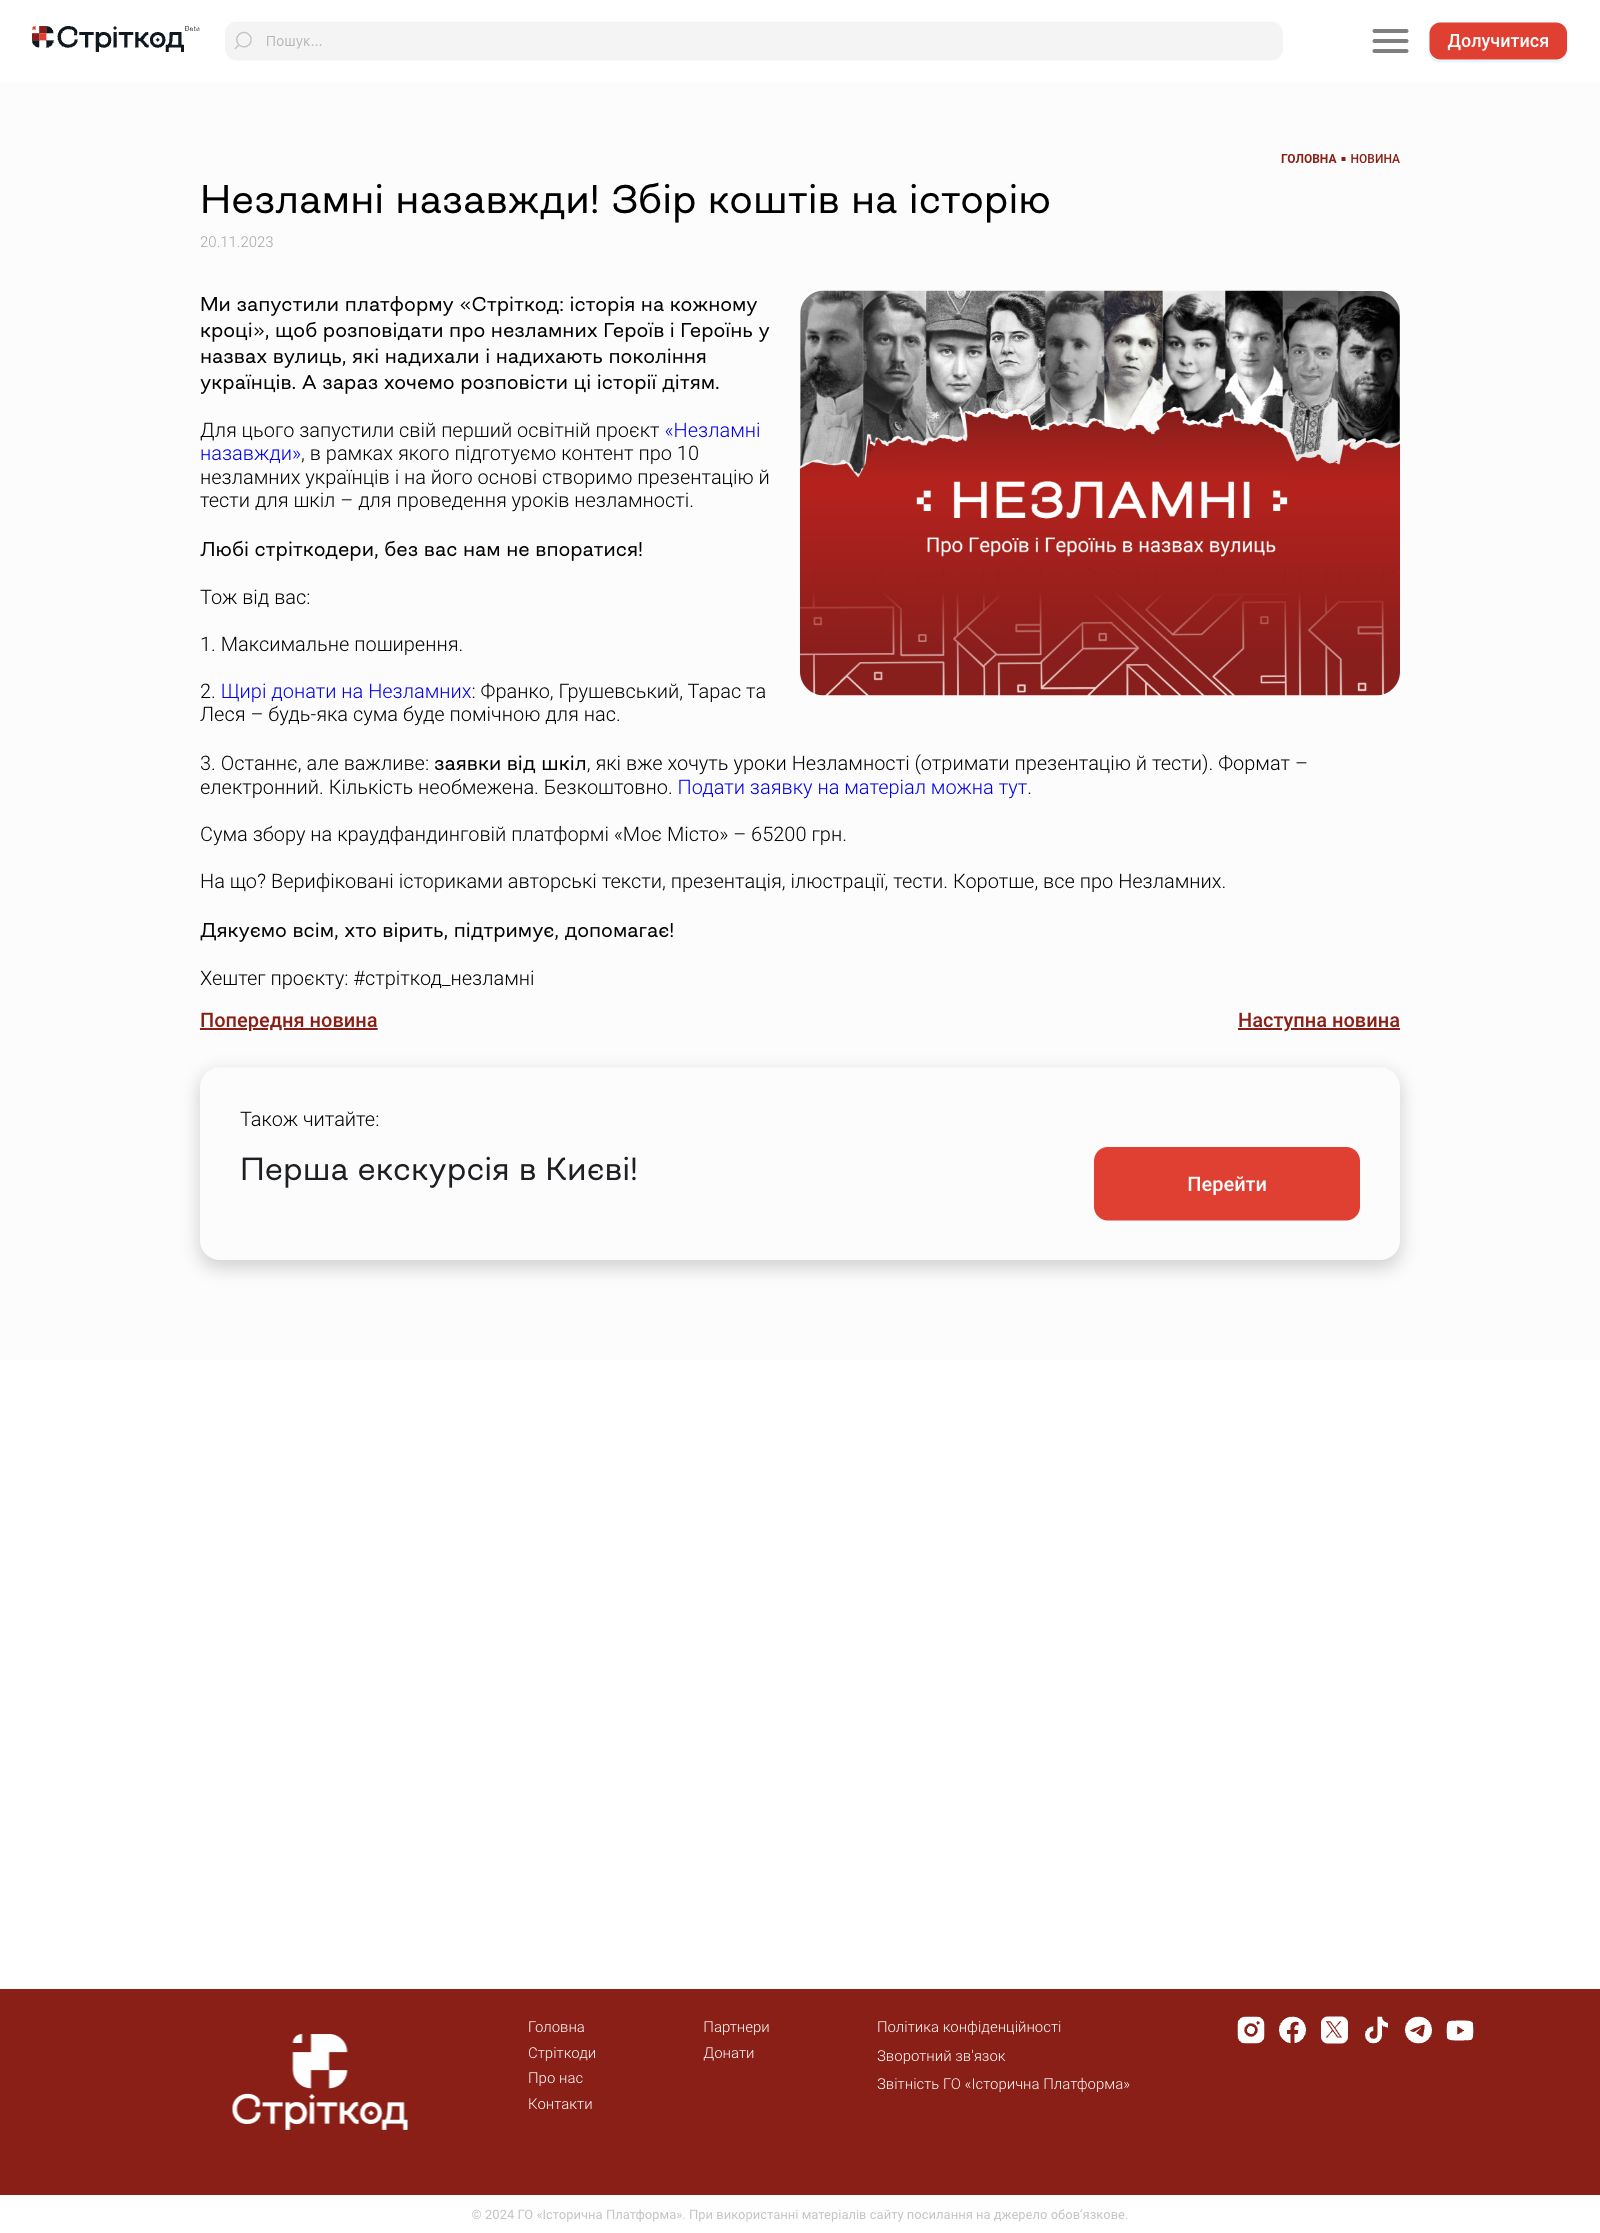 Стріткод Beta
Пошук...
Долучитися
ГОЛОВНА ▪ НОВИНА
Незламні назавжди! Збір коштів на історію
20.11.2023
Ми запустили платформу «Стріткод: історія на кожному
кроці», щоб розповідати про незламних Героїв і Героїнь у
назвах вулиць, які надихали і надихають покоління
українців. А зараз хочемо розповісти ці історії дітям.
Для цього запустили свій перший освітній проєкт «Незламні
назавжди», в рамках якого підготуємо контент про 10
незламних українців і на його основі створимо презентацію й
тести для шкіл – для проведення уроків незламності.
Любі стріткодери, без вас нам не впоратися!
Тож від вас:
1. Максимальне поширення.
2. Щирі донати на Незламних: Франко, Грушевський, Тарас та
Леся – будь-яка сума буде помічною для нас.
НЕЗЛАМНІ
Про Героїв і Героїнь в назвах вулиць
3. Останнє, але важливе: заявки від шкіл, які вже хочуть уроки Незламності (отримати презентацію й тести). Формат –
електронний. Кількість необмежена. Безкоштовно. Подати заявку на матеріал можна тут.
Сума збору на краудфандинговій платформі «Моє Місто» – 65200 грн.
На що? Верифіковані істориками авторські тексти, презентація, ілюстрації, тести. Коротше, все про Незламних.
Дякуємо всім, хто вірить, підтримує, допомагає!
Хештег проєкту: #стріткод_незламні
Попередня новина
Наступна новина
Також читайте:
Перша екскурсія в Києві!
Перейти
Стріткод
Головна
Стріткоди
Про нас
Контакти
Партнери
Донати
Політика конфіденційності
Зворотний зв'язок
Звітність ГО «Історична Платформа»
© 2024 ГО «Історична Платформа». При використанні матеріалів сайту посилання на джерело обов'язкове.